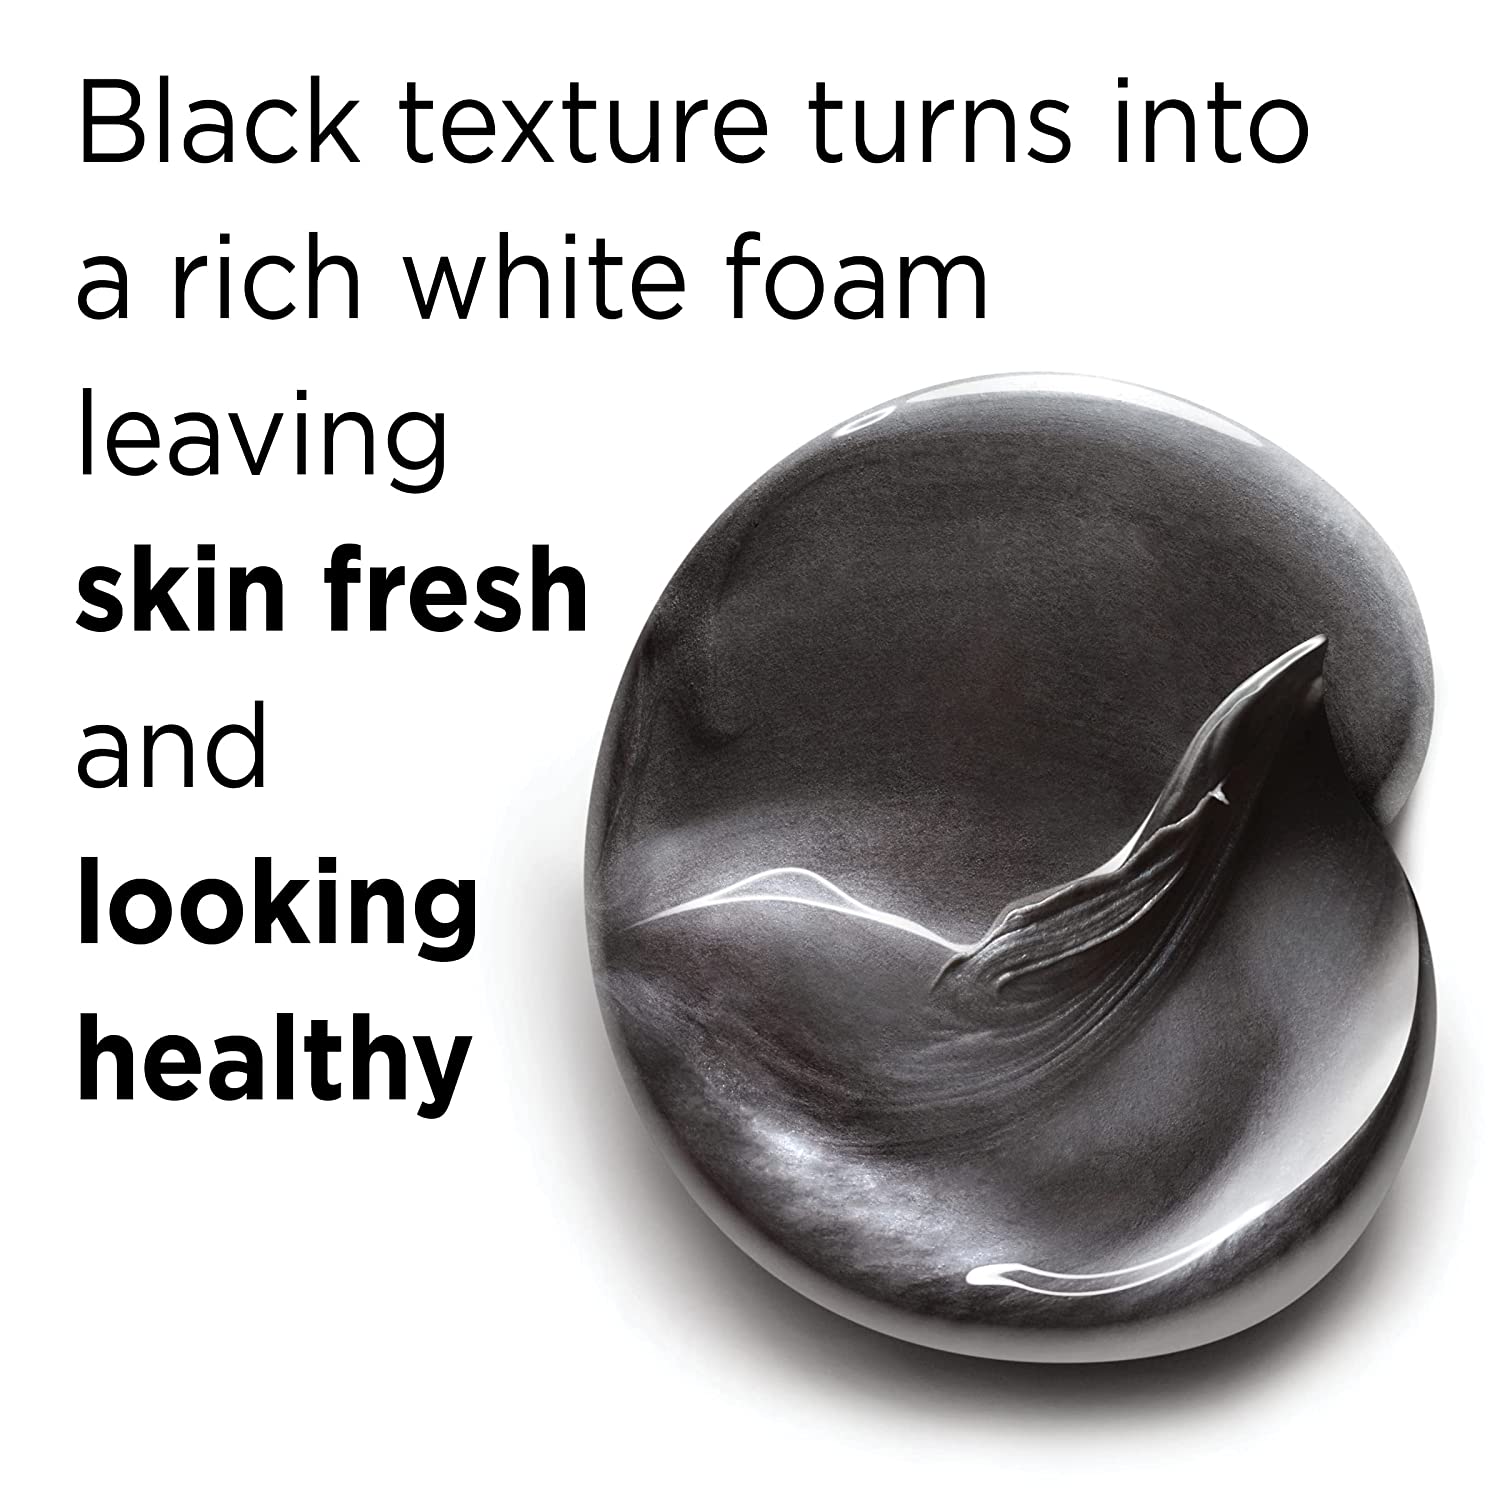 Black texture turns into
a rich white foam
leaving
skin fresh
and
looking
healthy